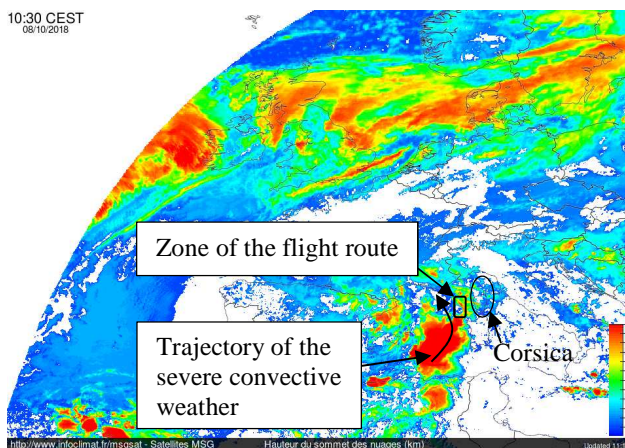 10:30 CEST
08/10/2018
Zone of the flight route
Trajectory of the
severe convective
weather
Corsica
http://www.infoclimat.fr/msgsat - Satellites MSG
Hauteur du sommet des nuages (km)
Updated